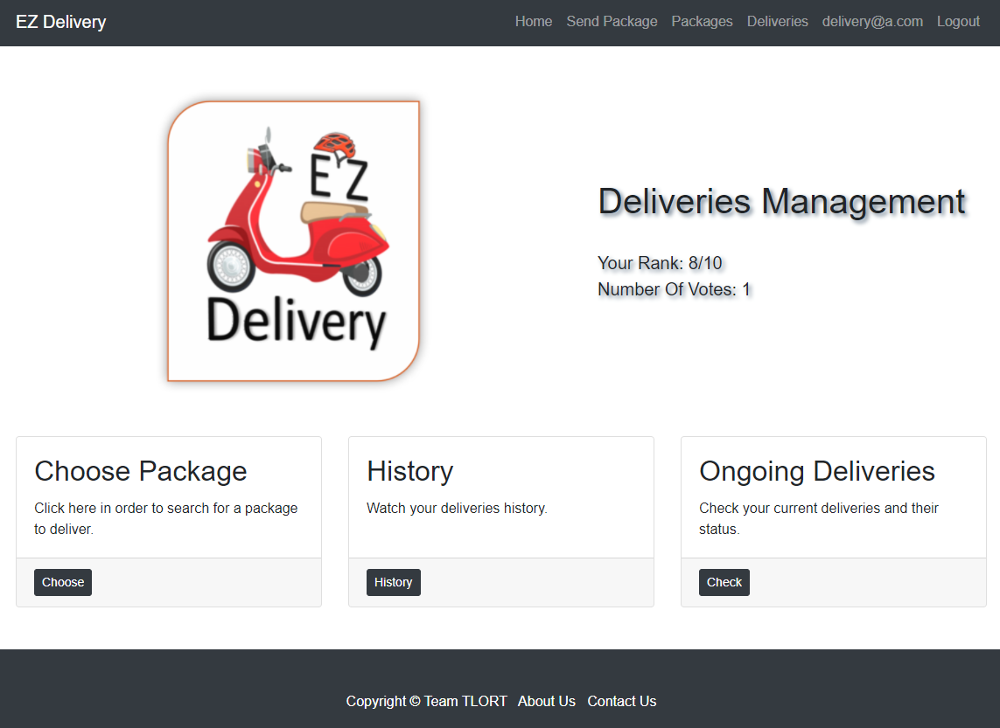 EZ Delivery
Home Send Package Packages Deliveries delivery@a.com Logout
E'Z
Delivery
Deliveries Management
Your Rank: 8/10
Number Of Votes: 1
Choose Package
Click here in order to search for a package
to deliver.
Choose
History
Watch your deliveries history.
History
Ongoing Deliveries
Check your current deliveries and their
status.
Check
Copyright © Team TLORT About Us Contact Us